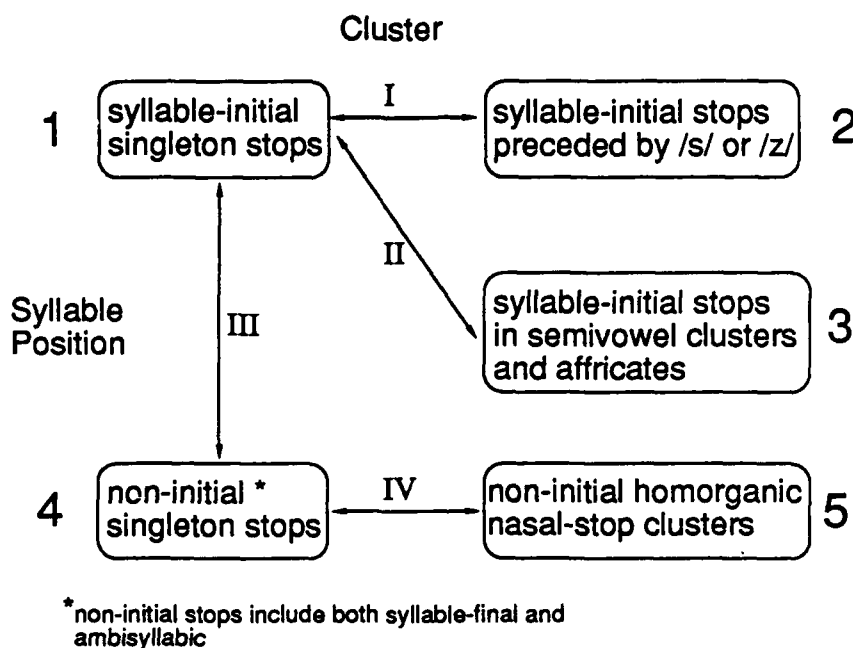 Cluster
1
syllable-initial
singleton stops
I
syllable-initial stops
preceded by /s/ or /z/
2
II
Syllable
Position
III
syllable-initial stops
in semivowel clusters
and affricates
3
4
non-initial *
singleton stops
IV
non-initial homorganic
nasal-stop clusters
5
*non-initial stops include both syllable-final and
ambisyllabic